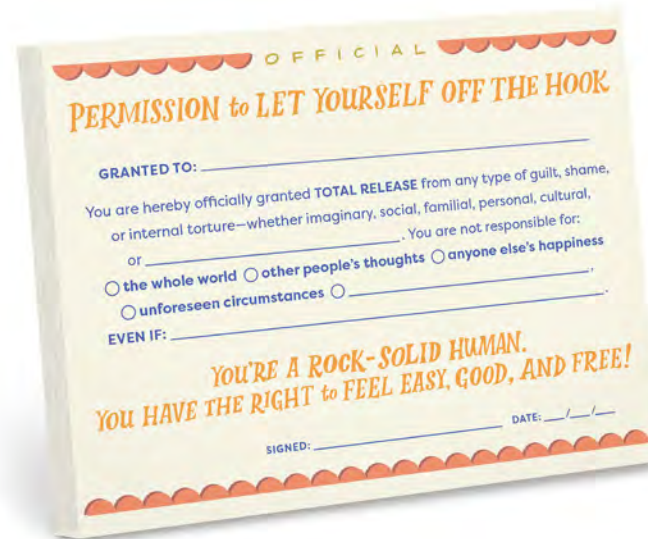 OFFICIAL
PERMISSION to LET YOURSELF OFF THE HOOK
GRANTED TO:
You are hereby officially granted TOTAL RELEASE from any type of guilt, shame,
or internal torture—whether imaginary, social, familial, personal, cultural,
or . You are not responsible for:
the whole world other people's thoughts anyone else's happiness
unforeseen circumstances ,
EVEN IF: .
YOU'RE A ROCK-SOLID HUMAN.
YOU HAVE THE RIGHT to FEEL EASY, GOOD, AND FREE!
SIGNED: DATE: / /